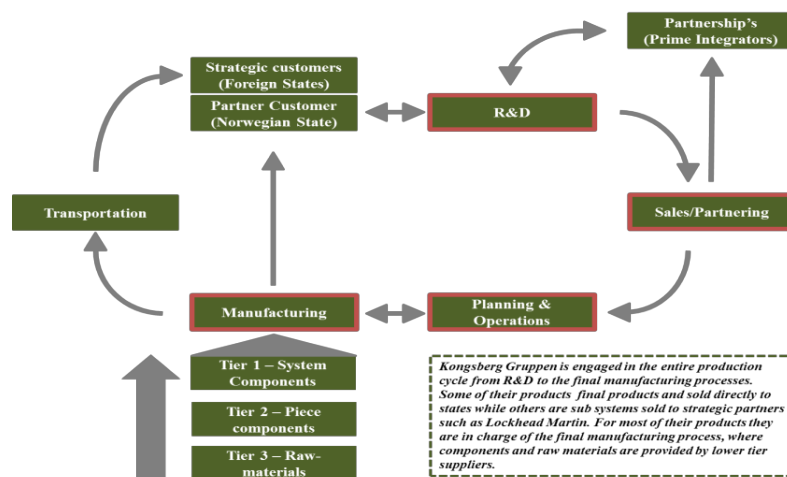 Partnership's
(Prime Integrators)
Strategic customers
(Foreign States)
Partner Customer
(Norwegian State)
R&D
Transportation
Sales/Partnering
Manufacturing
Planning &
Operations
Tier 1 – System
Components
Tier 2 – Piece
components
Tier 3 – Raw-
materials
Kongsberg Gruppen is engaged in the entire production
cycle from R&D to the final manufacturing processes.
Some of their products  final products and sold directly to
states while others are sub systems sold to strategic partners
such as Lockhead Martin. For most of their products they
are in charge of the final manufacturing process, where
components and raw materials are provided by lower tier
suppliers.